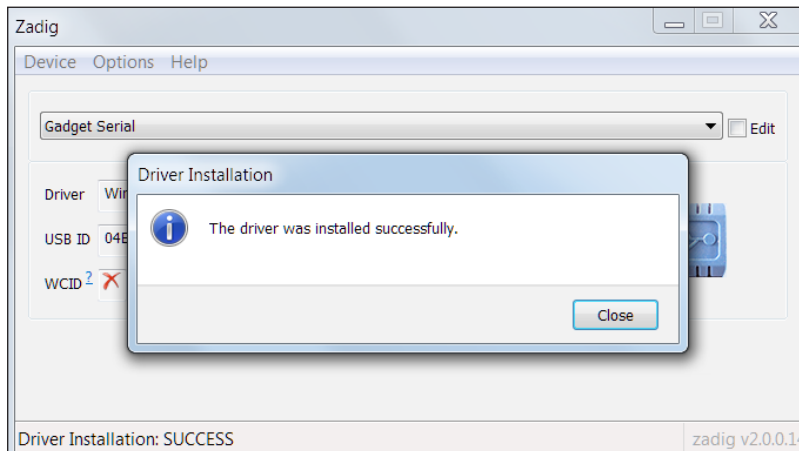 Zadig
Device Options Help
Gadget Serial
Edit
Driver Installation
Driver
The driver was installed successfully.
USB ID
WCID ?
Close
Driver Installation: SUCCESS
zadig